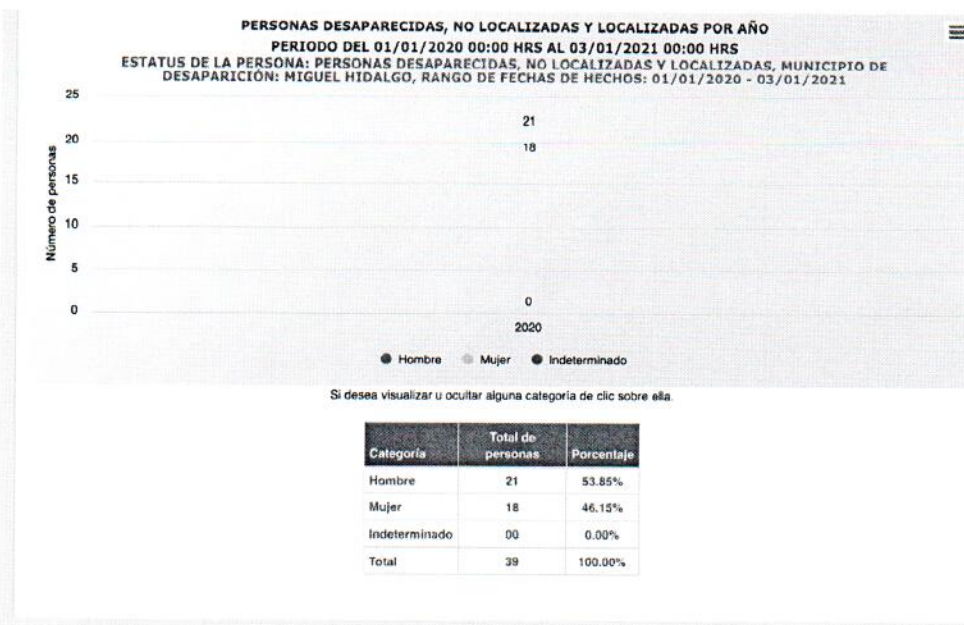 PERSONAS DESAPARECIDAS, NO LOCALIZADAS Y LOCALIZADAS POR AÑO
PERIODO DEL 01/01/2020 00:00 HRS AL 03/01/2021 00:00 HRS
ESTATUS DE LA PERSONA: PERSONAS DESAPARECIDAS, NO LOCALIZADAS Y LOCALIZADAS, MUNICIPIO DE
DESAPARICIÓN: MIGUEL HIDALGO, RANGO DE FECHAS DE HECHOS: 01/01/2020 - 03/01/2021
Número de personas
25
20
15
10
5
0
21
18
0
2020
Hombre Mujer Indeterminado
Si desea visualizar u ocultar alguna categoría de clic sobre ella.
Categoría Total de personas Porcentaje
Hombre 21 53.85%
Mujer 18 46.15%
Indeterminado 00 0.00%
Total 39 100.00%